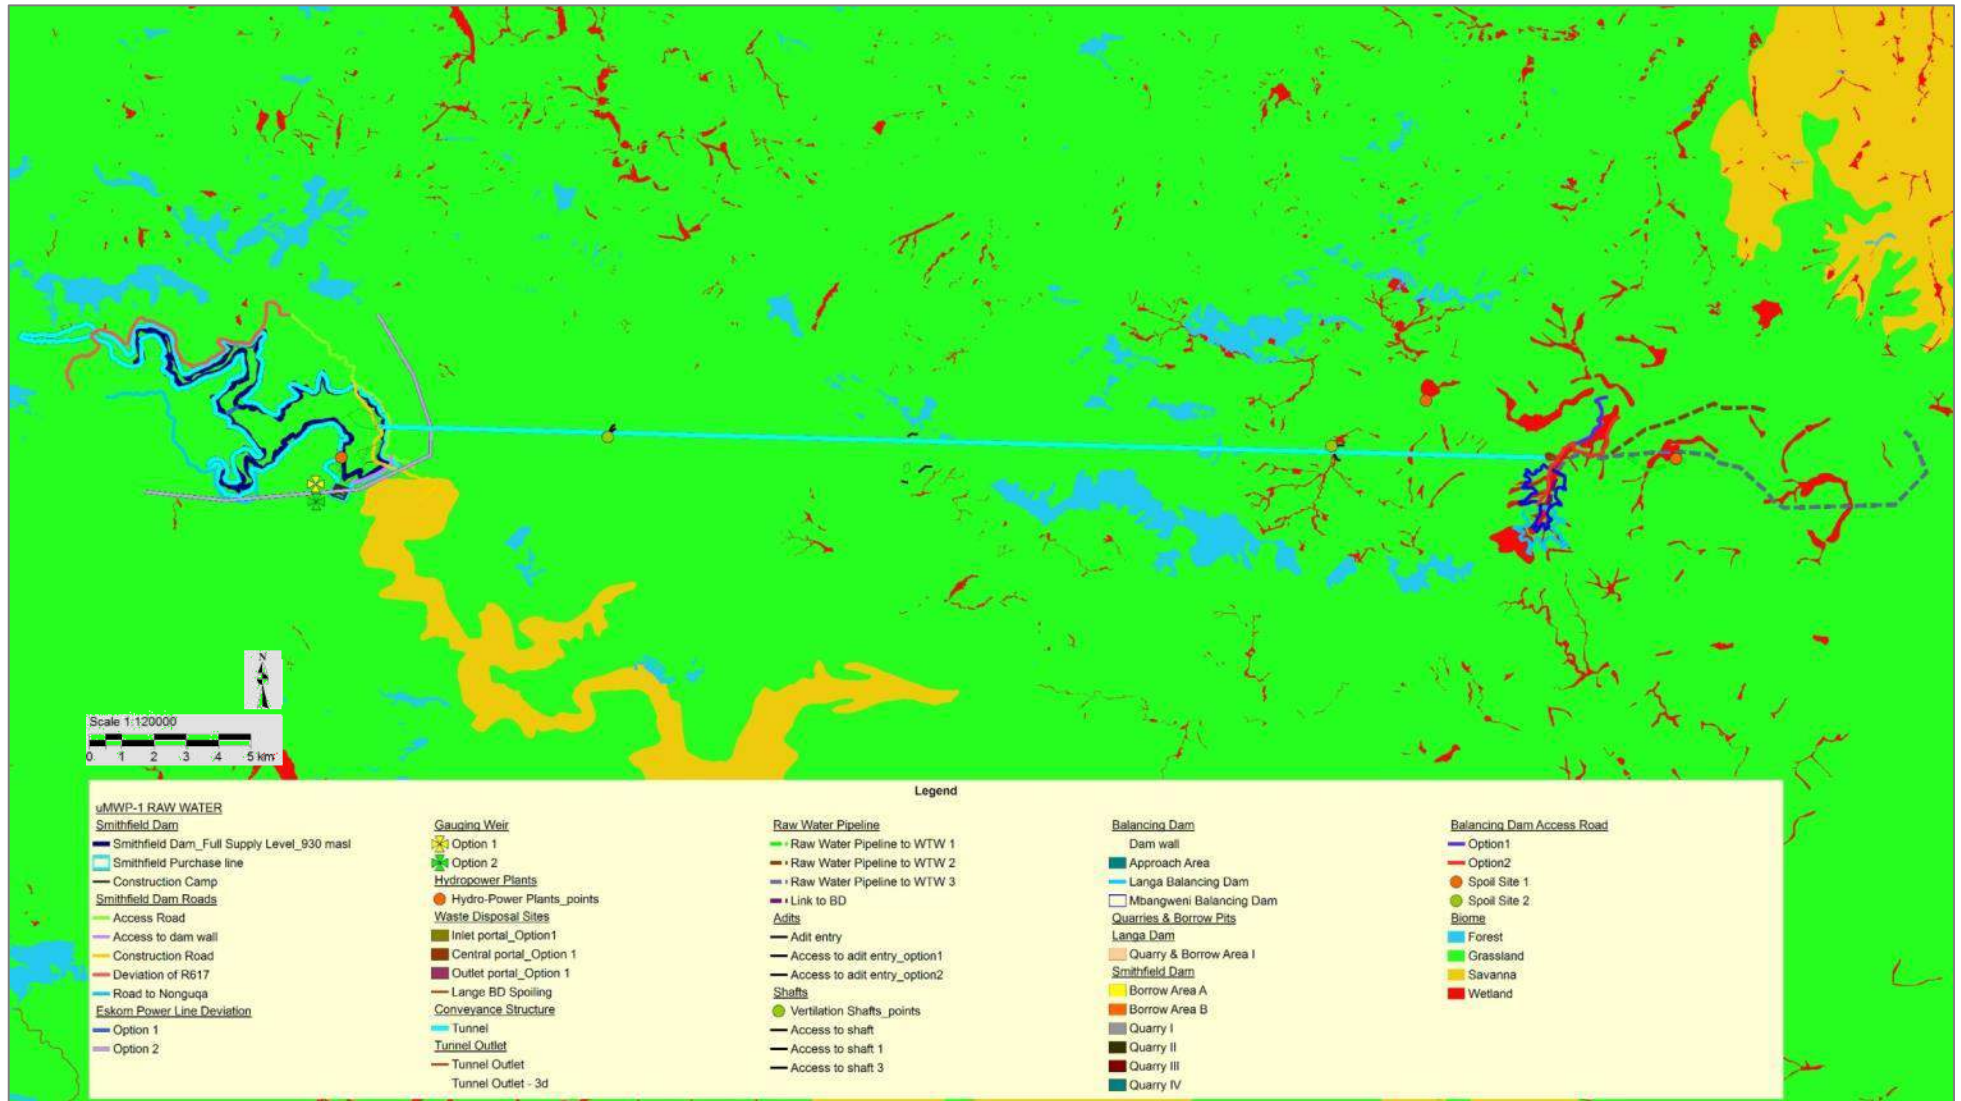 N
Scale 1:120000
0 1 2 3 4 5 km
Legend
uMWP-1 RAW WATER
Smithfield Dam
Smithfield Dam_Full Supply Level_930 masl
Smithfield Purchase line
Construction Camp
Smithfield Dam Roads
Access Road
Access to dam wall
Construction Road
Deviation of R617
Road to Nonguqa
Eskom Power Line Deviation
Option 1
Option 2
Gauging Weir
Option 1
Option 2
Hydropower Plants
Hydro-Power Plants_points
Waste Disposal Sites
Inlet portal_Option1
Central portal_Option 1
Outlet portal_Option 1
Lange BD Spoiling
Conveyance Structure
Tunnel
Tunnel Outlet
Tunnel Outlet
Tunnel Outlet - 3d
Raw Water Pipeline
Raw Water Pipeline to WTW 1
Raw Water Pipeline to WTW 2
Raw Water Pipeline to WTW 3
Link to BD
Adits
Adit entry
Access to adit entry_option1
Access to adit entry_option2
Shafts
Vertilation Shafts_points
Access to shaft
Access to shaft 1
Access to shaft 3
Balancing Dam
Dam wall
Approach Area
Langa Balancing Dam
Mbangweni Balancing Dam
Quarries & Borrow Pits
Langa Dam
Quarry & Borrow Area I
Smithfield Dam
Borrow Area A
Borrow Area B
Quarry I
Quarry II
Quarry III
Quarry IV
Balancing Dam Access Road
Option1
Option2
Spoil Site 1
Spoil Site 2
Biome
Forest
Grassland
Savanna
Wetland